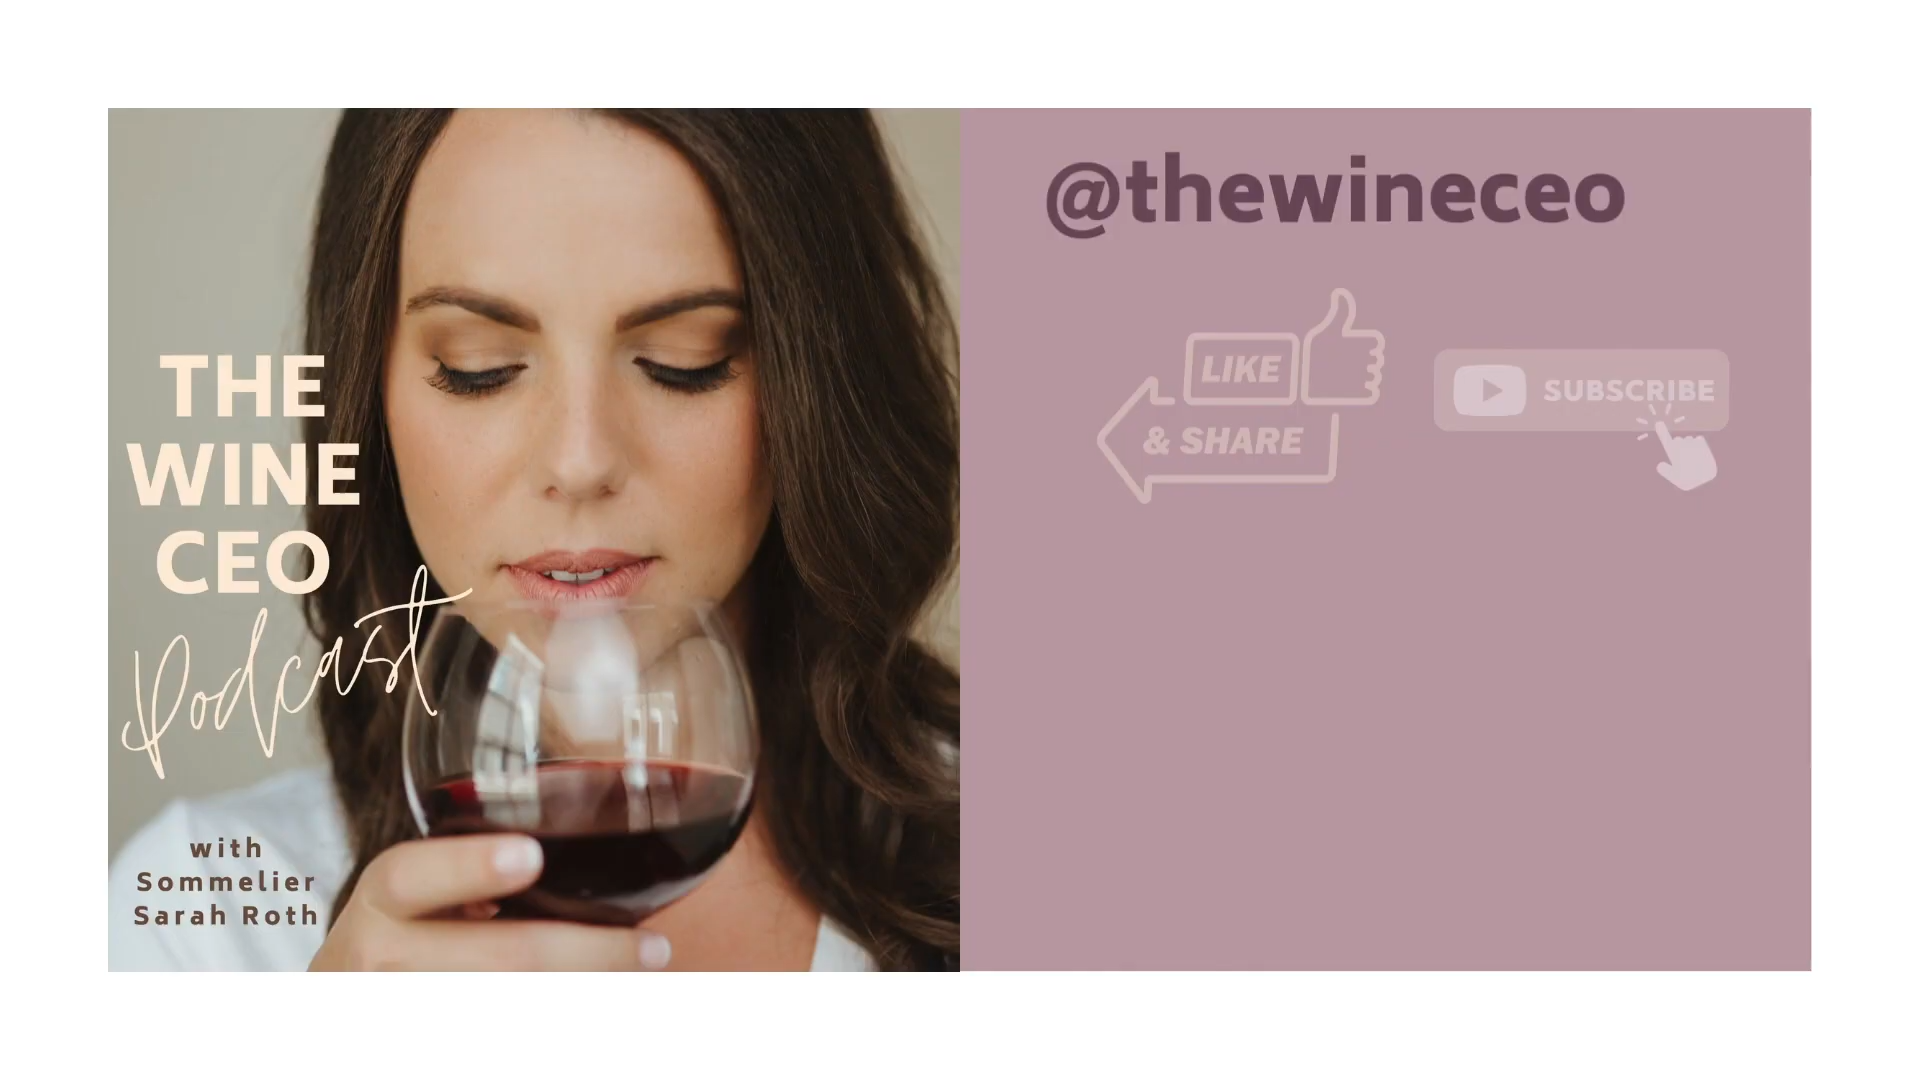 THE
WINE
CEO
Podcast
with
Sommelier
Sarah Roth
@thewineceo
LIKE
& SHARE
SUBSCRIBE